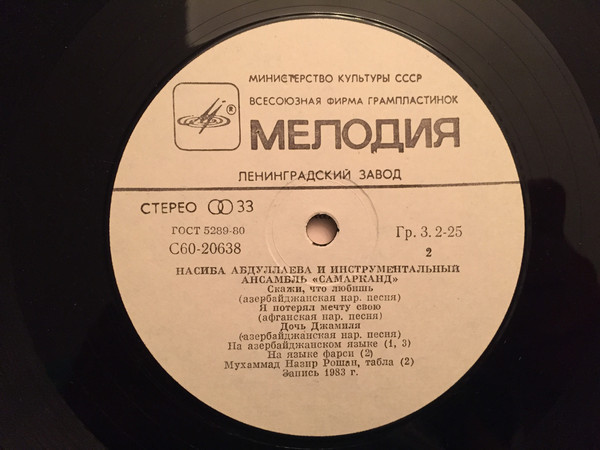 МИНИСТЕРСТВО КУЛЬТУРЫ СССР
ВСЕСОЮЗНАЯ ФИРМА ГРАМПЛАСТИНОК
®
МЕЛОДИЯ
ЛЕНИНГРАДСКИЙ ЗАВОД
СТЕРЕО 33
ГОСТ 5289-80
Гр. 3. 2-25
С60-20638
2
НАСИБА АБДУЛЛАЕВА И ИНСТРУМЕНТАЛЬНЫЙ
АНСАМБЛЬ «САМАРКАНД»
Скажи, что любишь
(азербайджанская нар. песня)
Я потерял мечту свою
(афганская нар. песня)
Дочь Джамиля
(азербайджанская нар. песня)
На азербайджанском языке (1, 3)
На языке фарси (2)
Мухаммад Назир Рошан, табла (2)
Запись 1983 г.